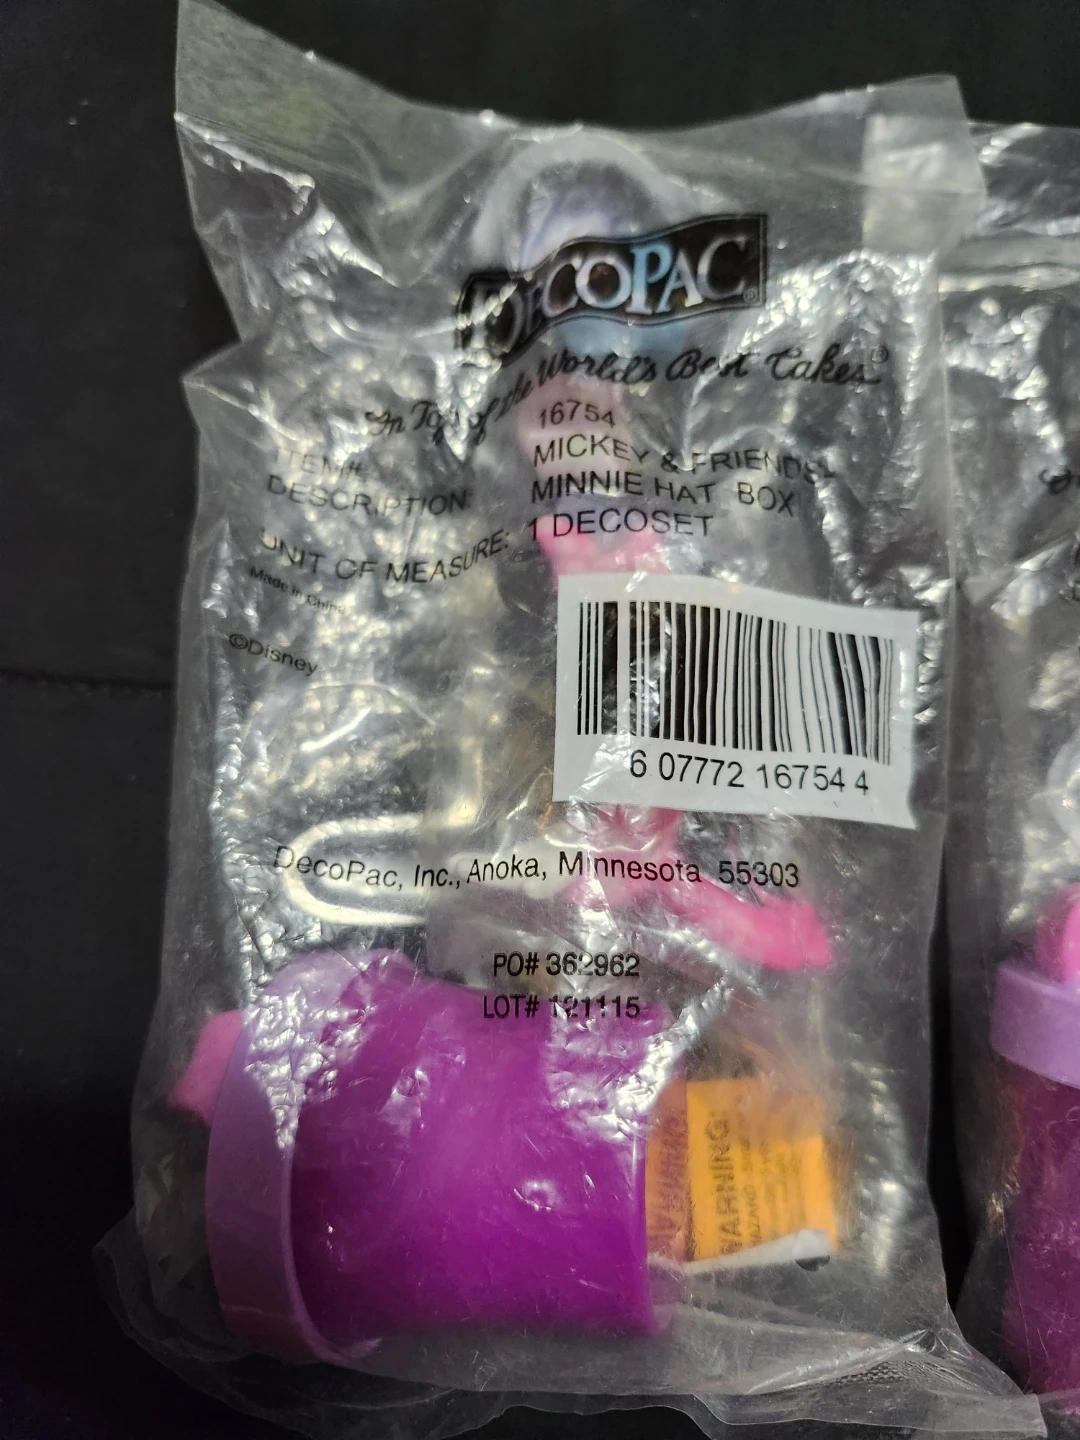 DECOPAC®
On Top of the World's Best Cakes®
ITEM#: 16754
DESCRIPTION: MICKEY & FRIENDS-
MINNIE HAT BOX
UNIT OF MEASURE: 1 DECOSET
Made in China
©Disney
6 07772 16754 4
DecoPac, Inc., Anoka, Minnesota 55303
PO# 362962
LOT# 121115
WARNING: